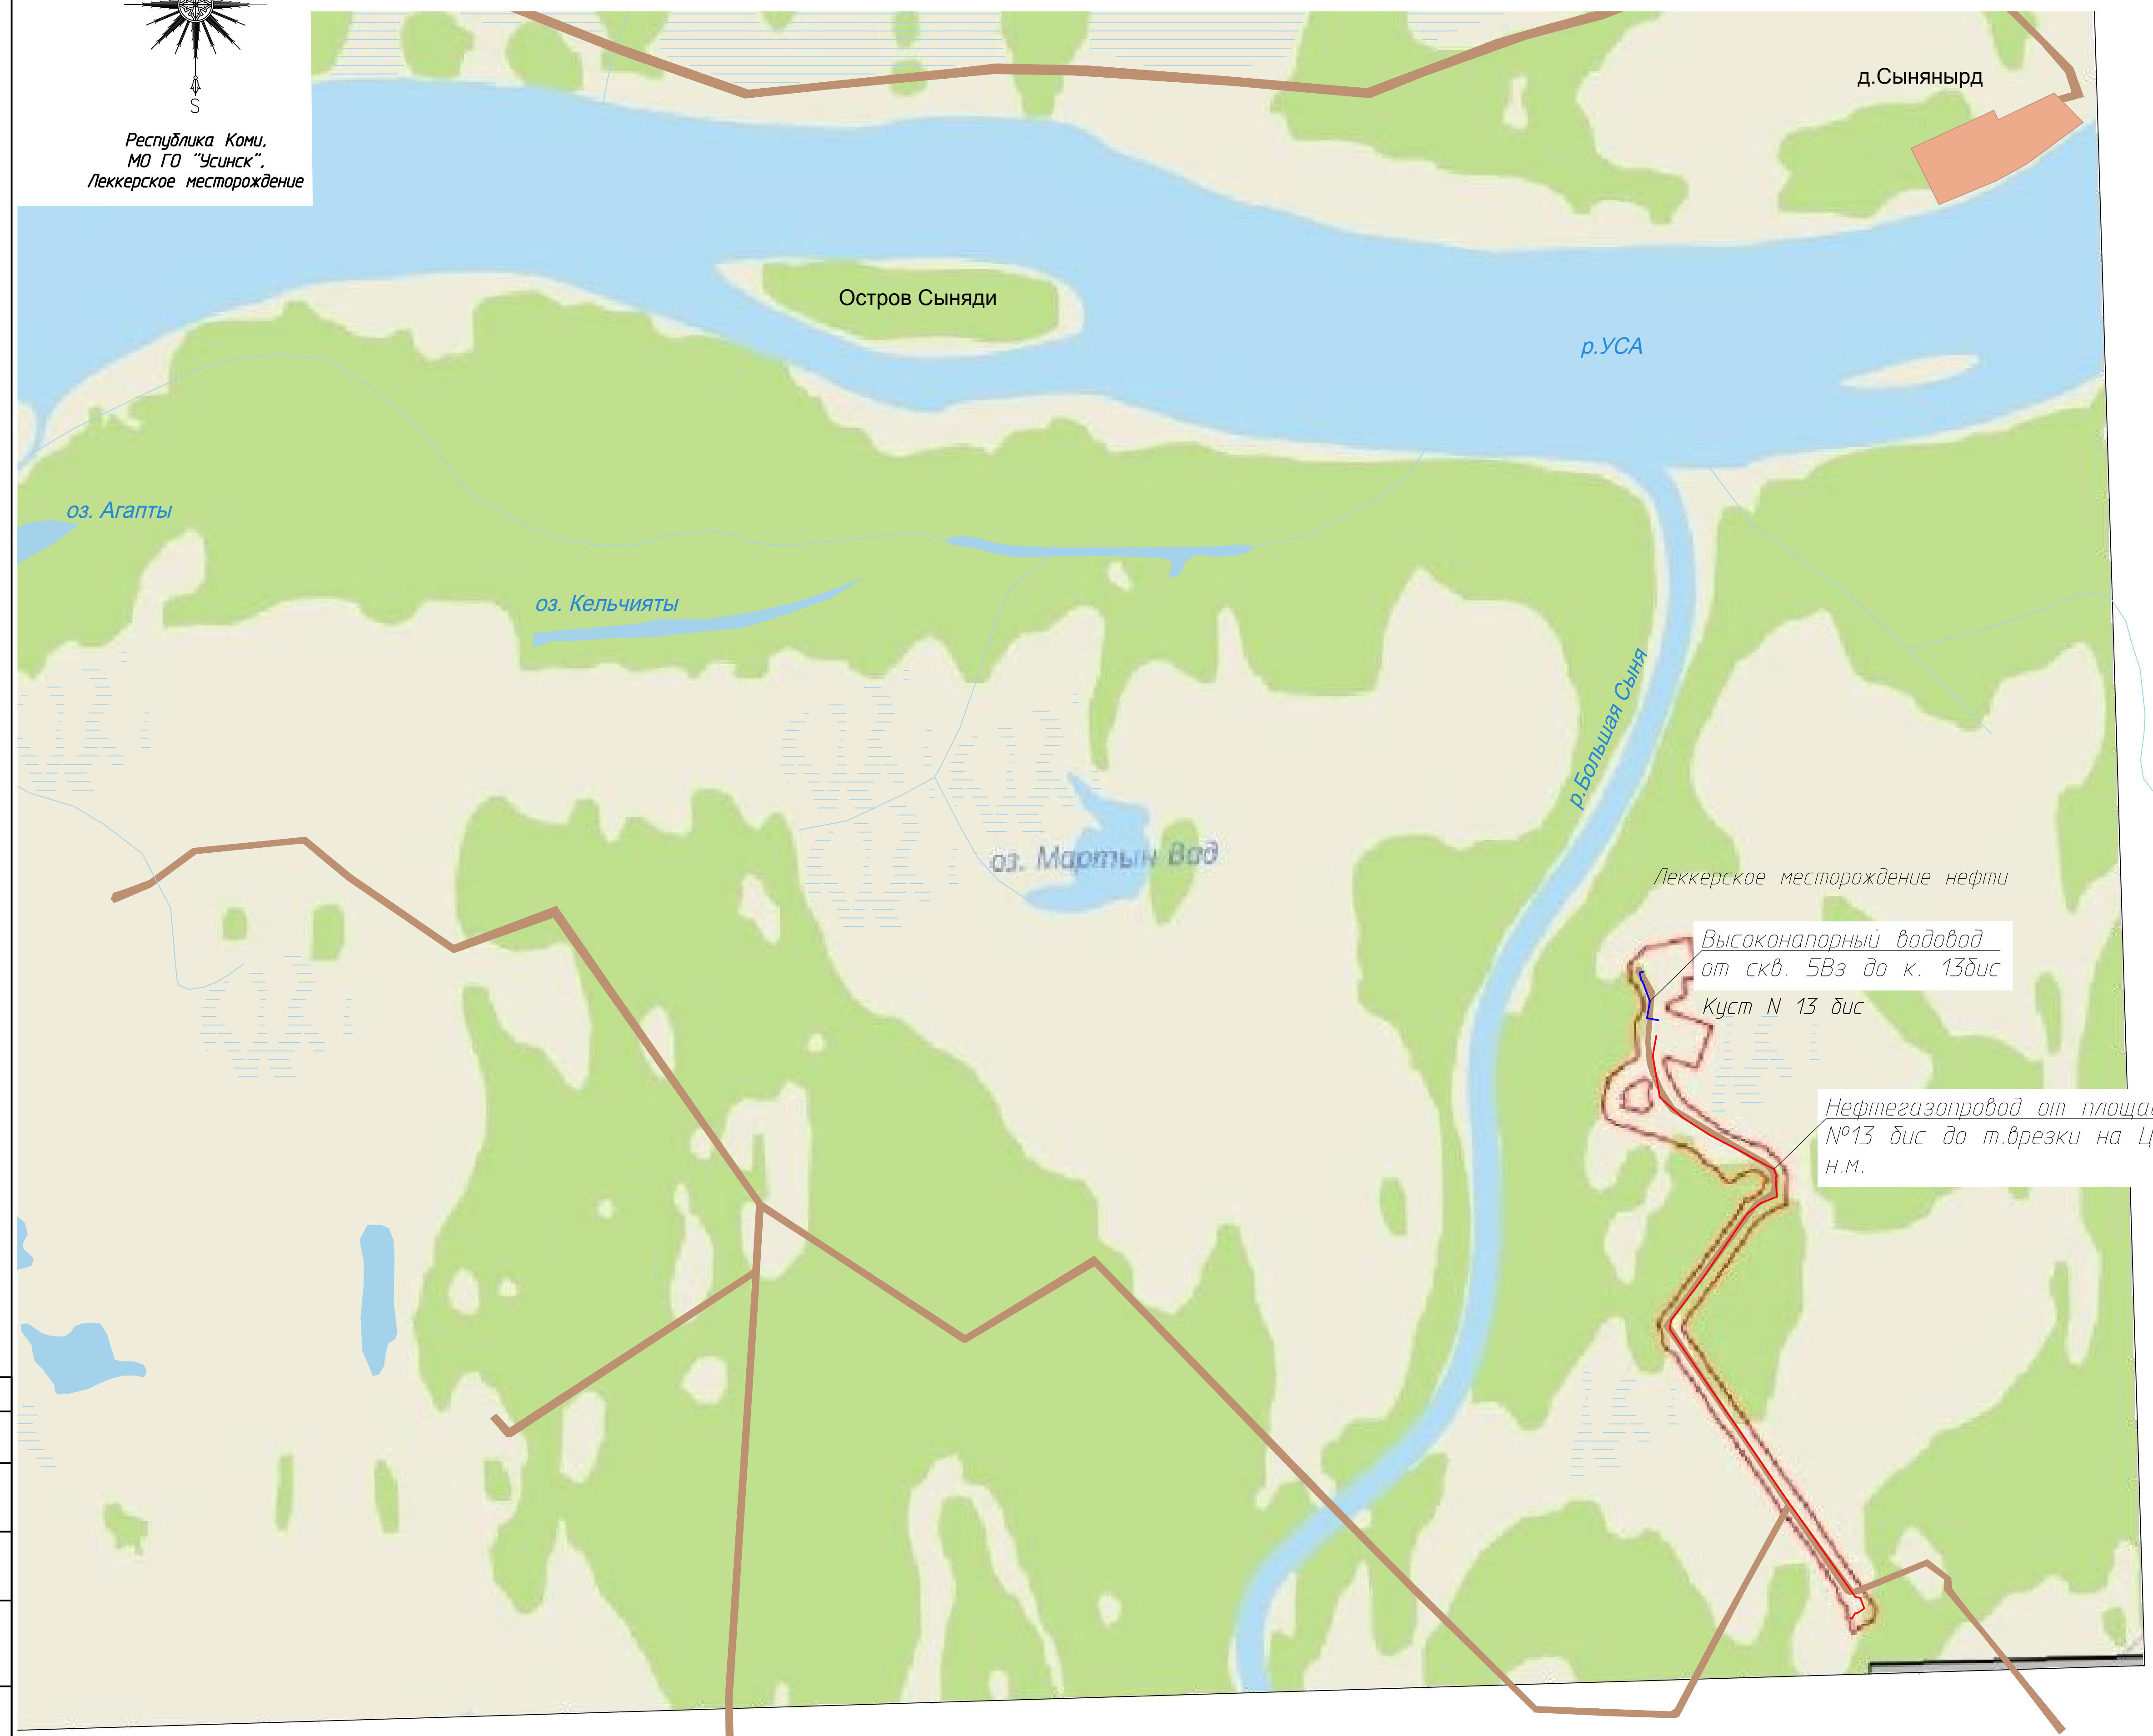 S
Республика Коми,
МО ГО "Усинск",
Леккерское месторождение
д.Сынянырд
Остров Сыняди
р.УСА
оз. Агапты
оз. Кельчияты
р.Большая Сыня
оз. Мартын Вад
Леккерское месторождение нефти
Высоконапорный водовод
от скв. 5Вз до к. 13бис
Куст N 13 бис
Нефтегазопровод от
№13 бис до т.врезки на
н.м.